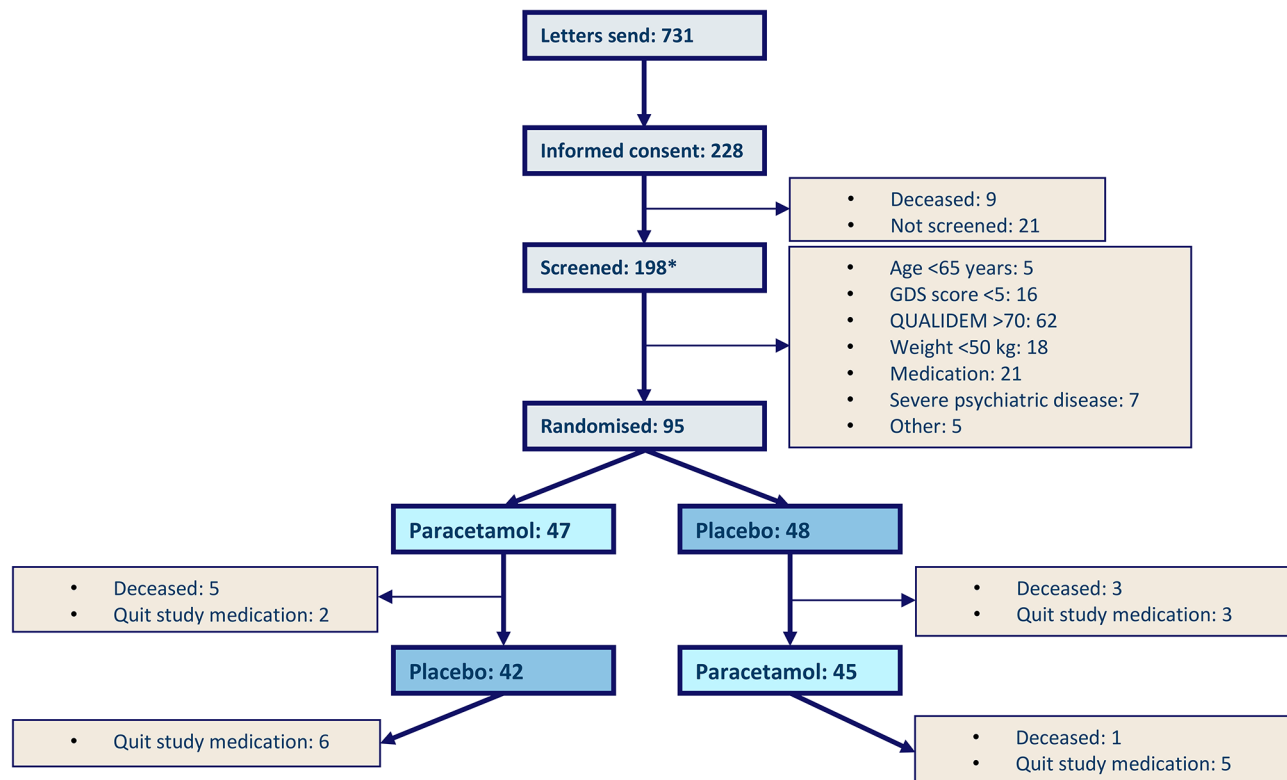 Letters send: 731
Informed consent: 228
• Deceased: 9
• Not screened: 21
Screened: 198*
• Age <65 years: 5
• GDS score <5: 16
• QUALIDEM >70: 62
• Weight <50 kg: 18
• Medication: 21
• Severe psychiatric disease: 7
• Other: 5
Randomised: 95
Paracetamol: 47
Placebo: 48
• Deceased: 5
• Quit study medication: 2
• Deceased: 3
• Quit study medication: 3
Placebo: 42
Paracetamol: 45
• Quit study medication: 6
• Deceased: 1
• Quit study medication: 5